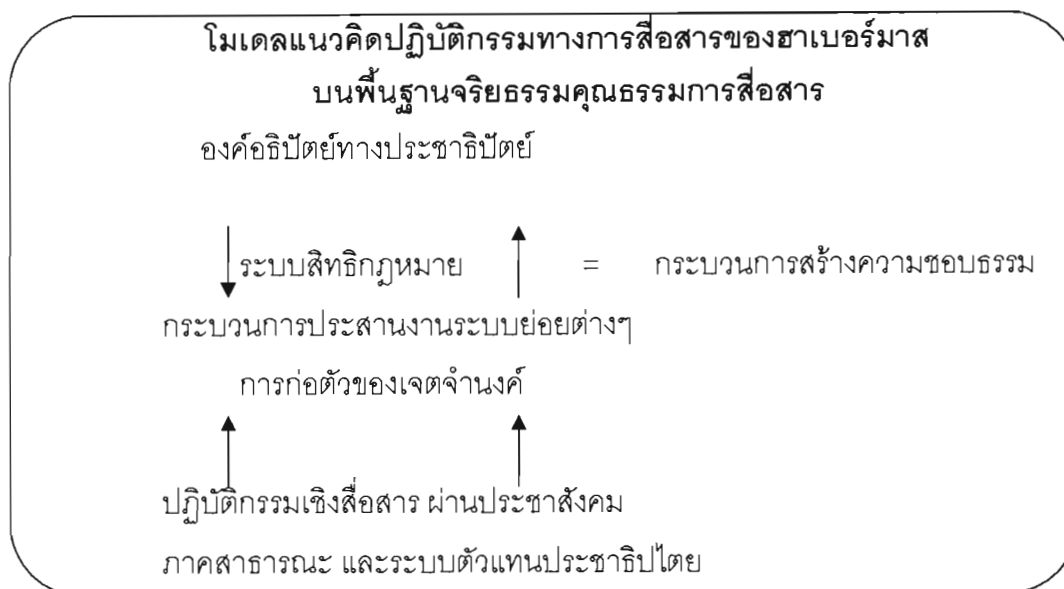 โมเดลแนวคิดปฏิบัติกรรมทางการสื่อสารของฮาเบอร์มาส
บนพื้นฐานจริยธรรมคุณธรรมการสื่อสาร
องค์อธิปัตย์ทางประชาธิปัตย์
ระบบสิทธิกฎหมาย = กระบวนการสร้างความชอบธรรม
กระบวนการประสานงานระบบย่อยต่างๆ
การก่อตัวของเจตจำนงค์
ปฏิบัติกรรมเชิงสื่อสาร ผ่านประชาสังคม
ภาคสาธารณะ และระบบตัวแทนประชาธิปไตย